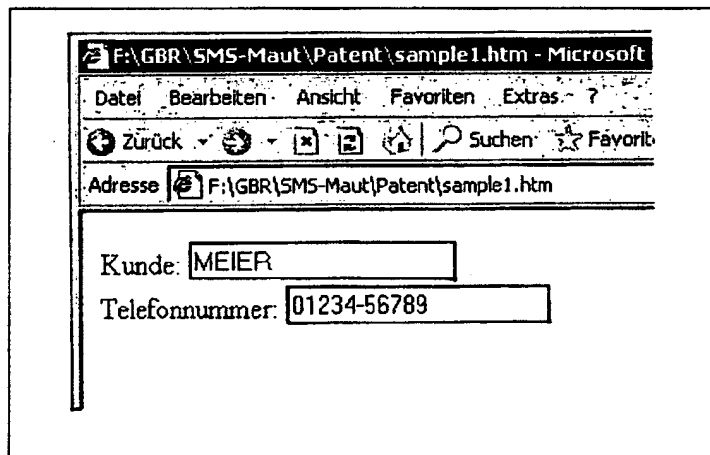 F:\GBR\SMS-Maut\Patent\sample1.htm - Microsoft
Datei Bearbeiten Ansicht Favoriten Extras ?
Zurück Suchen Favorit
Adresse F:\GBR\SMS-Maut\Patent\sample1.htm
Kunde: MEIER
Telefonnummer: 01234-56789